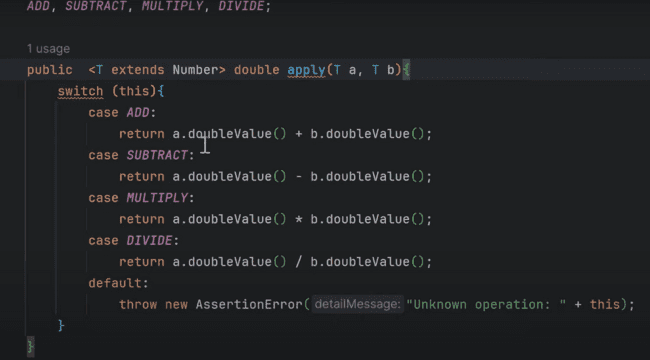 ADD, SUBTRACT, MULTIPLY, DIVIDE;
1 usage
public <T extends Number> double apply(T a, T b){
switch (this){
case ADD:
return a.doubleValue() + b.doubleValue();
case SUBTRACT:
return a.doubleValue() - b.doubleValue();
case MULTIPLY:
return a.doubleValue() * b.doubleValue();
case DIVIDE:
return a.doubleValue() / b.doubleValue();
default:
throw new AssertionError( detailMessage: "Unknown operation: " + this);
}
}